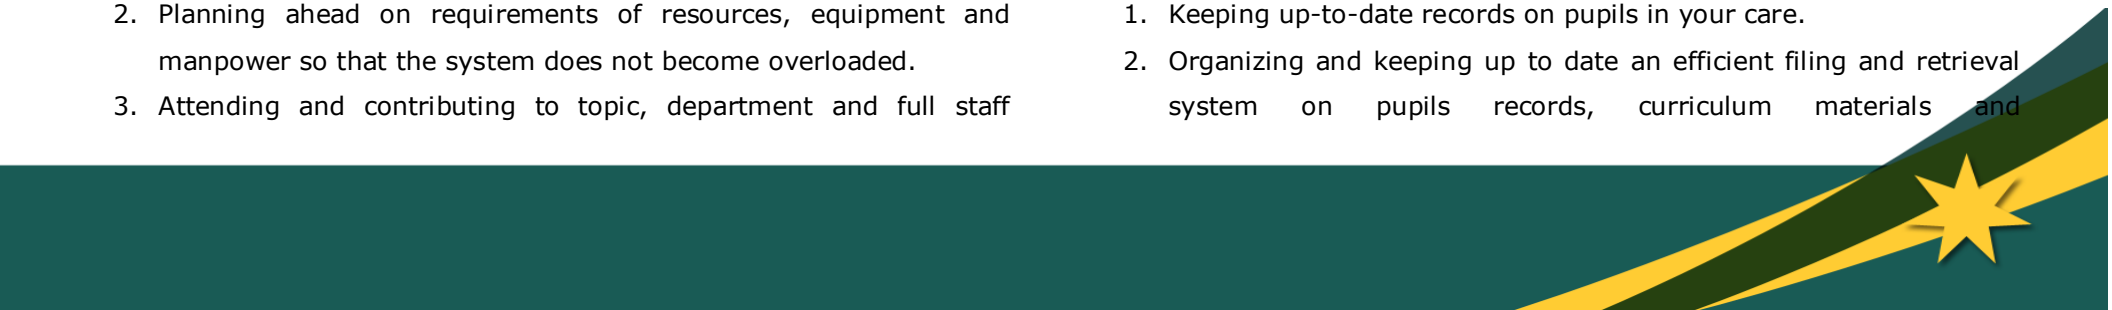 2. Planning ahead on requirements of resources, equipment and
manpower so that the system does not become overloaded.
3. Attending and contributing to topic, department and full staff
1. Keeping up-to-date records on pupils in your care.
2. Organizing and keeping up to date an efficient filing and retrieval
system on pupils records, curriculum materials and